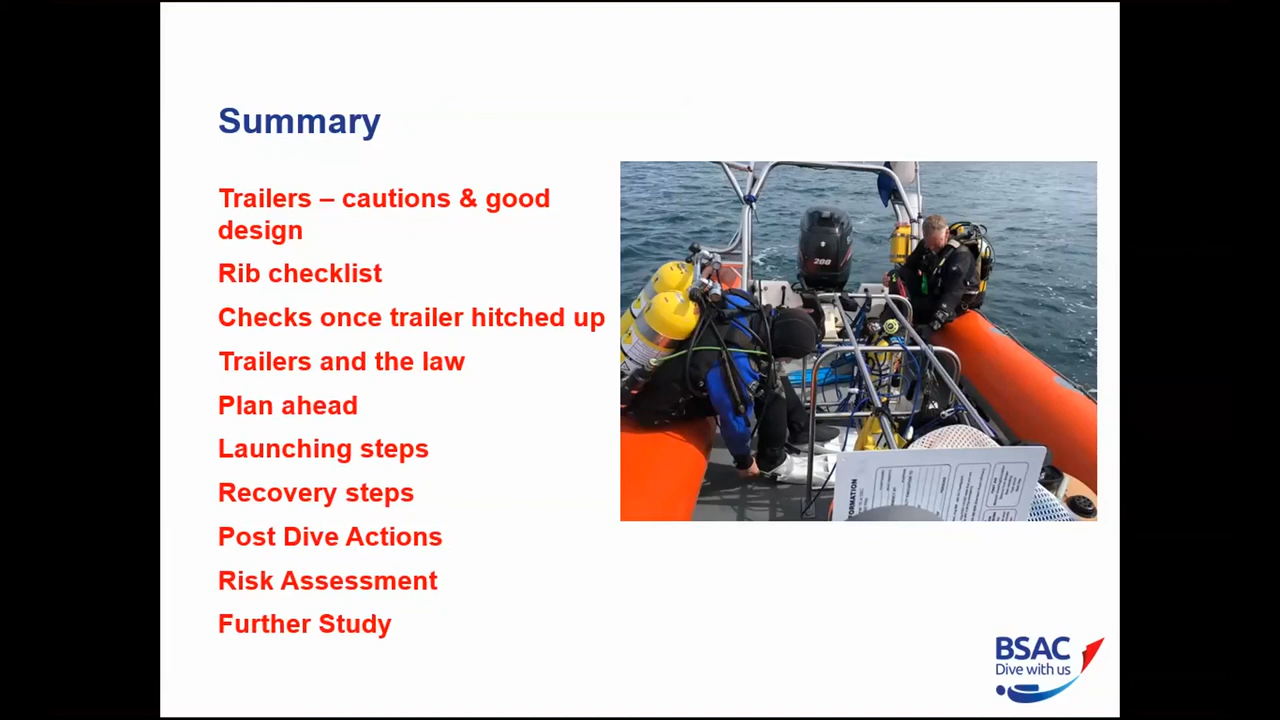 Summary
Trailers – cautions & good
design
Rib checklist
Checks once trailer hitched up
Trailers and the law
Plan ahead
Launching steps
Recovery steps
Post Dive Actions
Risk Assessment
Further Study
200
BSAC
Dive with us